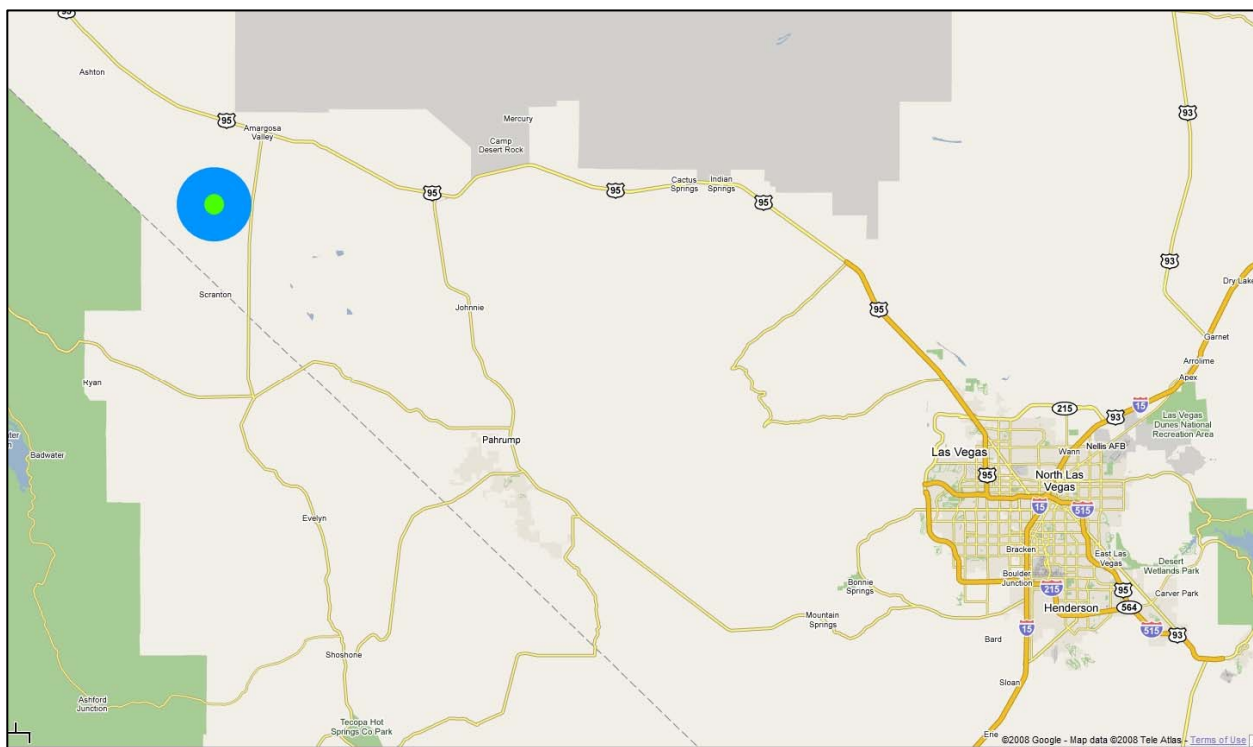 95
Ashton
95
Amargosa
Valley
Mercury
Camp
Desert Rock
95
95
Cactus
Springs
Indian
Springs
95
93
93
95
Dry Lake
Scranton
Johnnie
Garnet
Arrolime
Apex
Ryan
215
15
93
Las Vegas
Dunes National
Recreation Area
Pahrump
Las Vegas
Wann
Nellis AFB
Badwater
95
North Las
Vegas
15
515
Evelyn
Bracken
East Las
Vegas
Desert
Wetlands Park
Boulder
Junction
Bonnie
Springs
215
95
Carver Park
Henderson
564
Mountain
Springs
15
Bard
515
93
Shoshone
Sloan
Ashford
Junction
Tecopa Hot
Springs Co Park
Ene
©2008 Google - Map data ©2008 Tele Atlas - Terms of Use